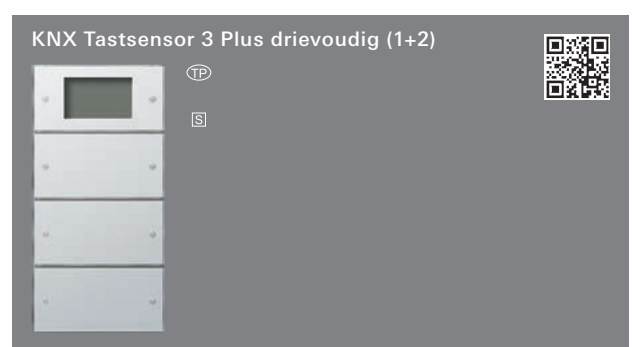 KNX Tastsensor 3 Plus drievoudig (1+2)
TP
S